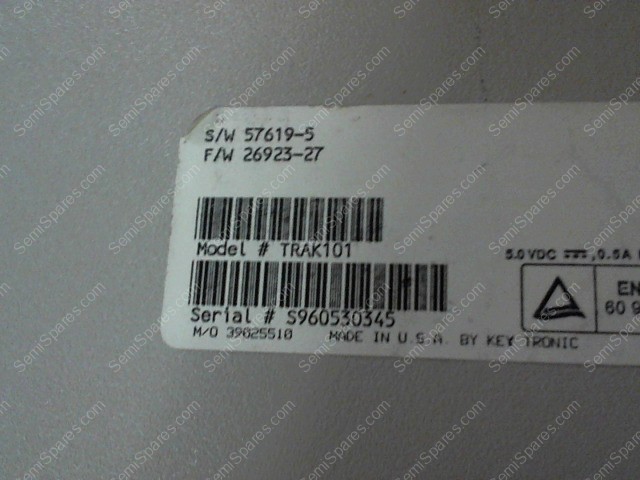 S/W 57619-5
F/W 26923-27
Model # TRAK101
5.0 VDC ⎓, 0.5A
Serial # S960530345
EN
60 9
M/O 39025510 MADE IN U.S.A. BY KEY TRONIC
SemiSpares.com